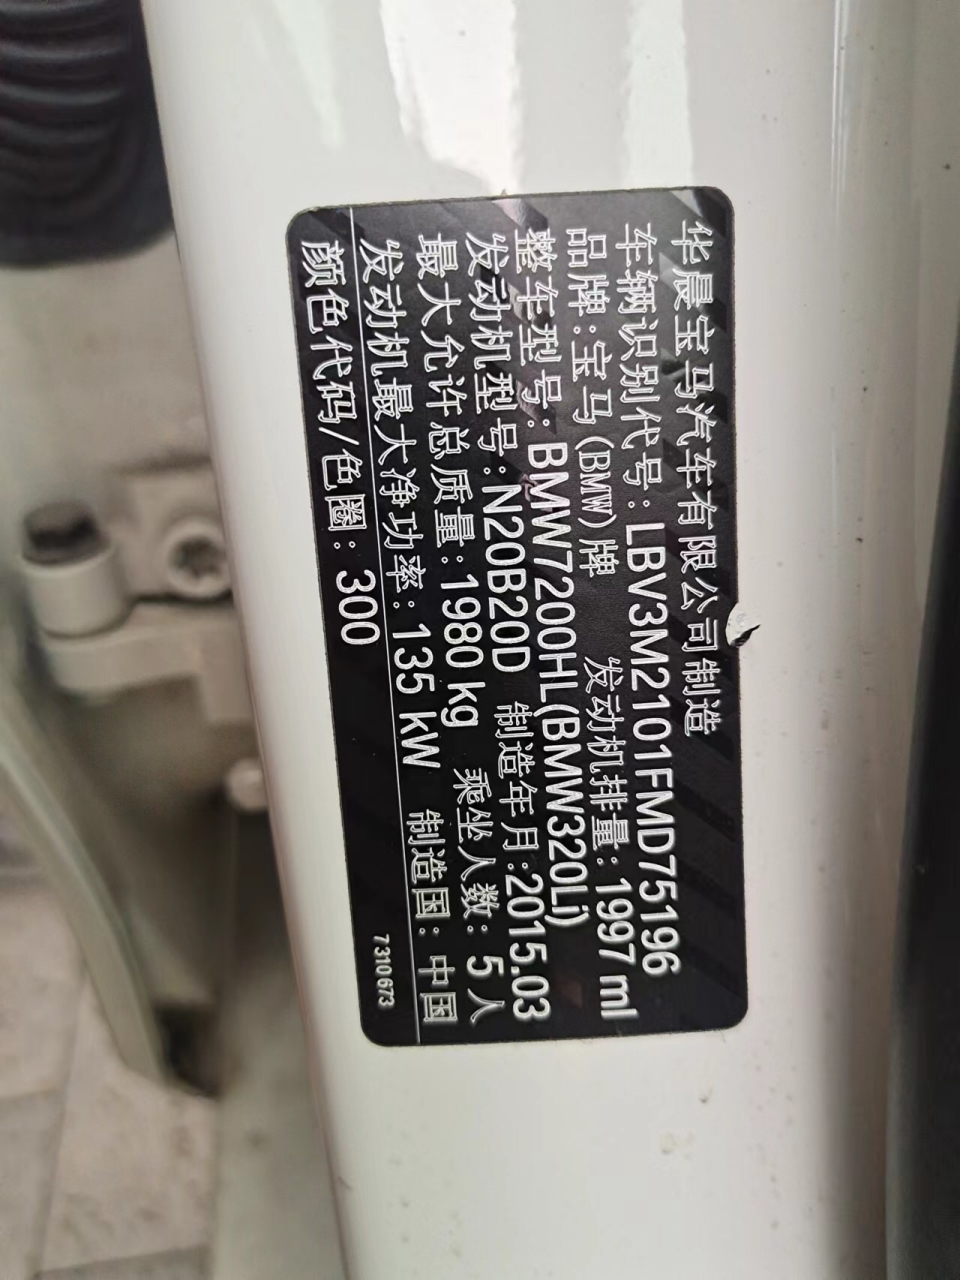 华晨宝马汽车有限公司制造
车辆识别代号:LBV3M2101FMD75196
品牌:宝马(BMW)牌 发动机排量:1997 ml
整车型号:BMW7200HL(BMW320Li)
发动机型号:N20B20D 制造年月:2015.03
最大允许总质量:1980 kg 乘坐人数:5人
发动机最大净功率:135 kW 制造国:中国
颜色代码/色圈:300
7310673